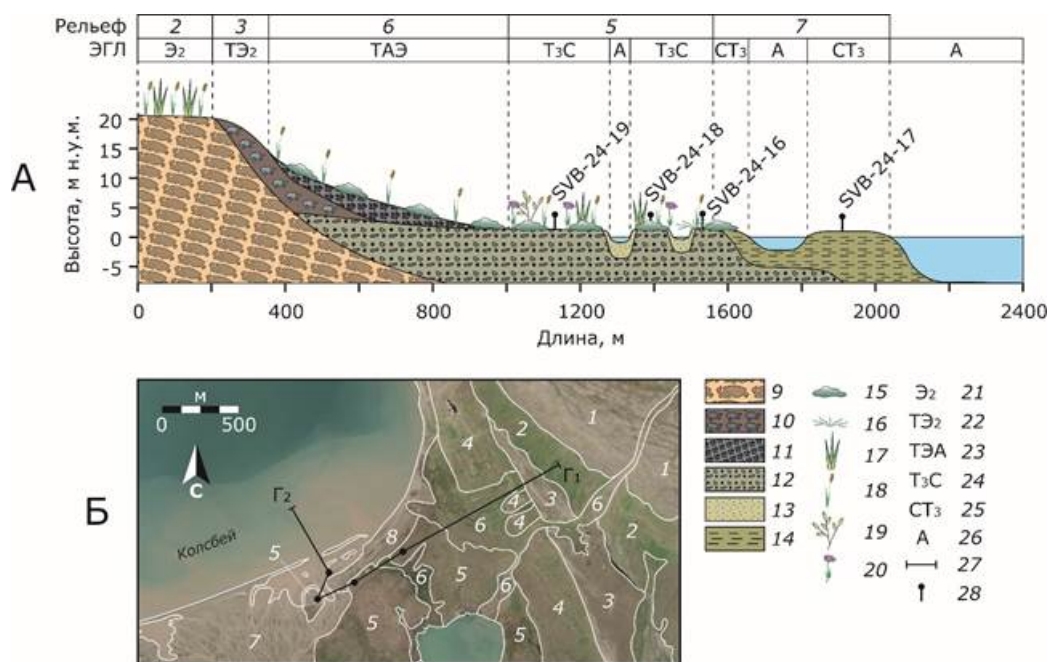 Рельеф 2 3 6 5 7
ЭГЛ Э2 ТЭ2 ТАЭ Т3С А Т3С СТ3 А СТ3 А
А
Высота, м н.у.м.
20
15
10
5
0
-5
SVB-24-19
SVB-24-18
SVB-24-16
SVB-24-17
0 400 800 1200 1600 2000 2400
Длина, м
Б
м
0 500
С
Колсбей
Г2
Г1
1
2
4
1
3
4
4
6
6
2
8
5
5
6
6
4
3
7
5
5
9 15 Э2 21
10 16 ТЭ2 22
11 17 ТЭА 23
12 18 Т3С 24
13 19 СТ3 25
14 20 А 26
27
28